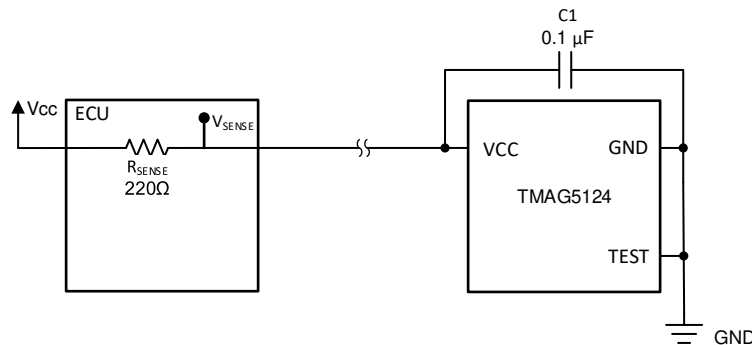 C1
0.1 µF
Vcc
ECU
VSENSE
RSENSE
220Ω
VCC
GND
TMAG5124
TEST
GND